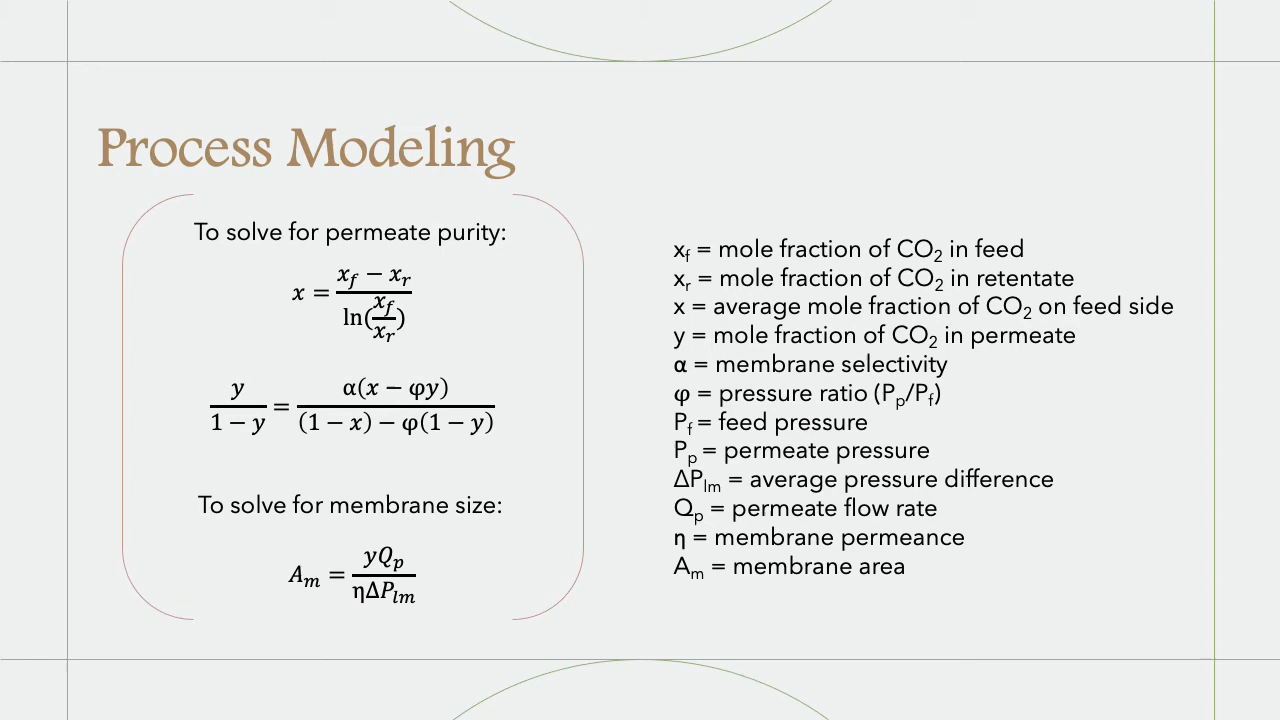 Process Modeling
To solve for permeate purity:
x = (x_f − x_r) / ln(x_f/x_r)
y/(1 − y) = α(x − φy) / ((1 − x) − φ(1 − y))
To solve for membrane size:
A_m = yQ_p / ηΔP_lm
x_f = mole fraction of CO₂ in feed
x_r = mole fraction of CO₂ in retentate
x = average mole fraction of CO₂ on feed side
y = mole fraction of CO₂ in permeate
α = membrane selectivity
φ = pressure ratio (P_p/P_f)
P_f = feed pressure
P_p = permeate pressure
ΔP_lm = average pressure difference
Q_p = permeate flow rate
η = membrane permeance
A_m = membrane area